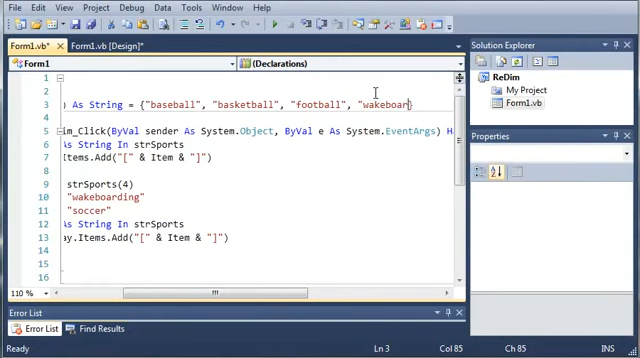 File Edit View Project Build Debug Data Tools Window Help
Form1.vb* Form1.vb [Design]*
Solution Explorer
Form1 (Declarations)
ReDim
My Project
Form1.vb
1
2
3 ) As String = {"baseball", "basketball", "football", "wakeboar}
4
5 im_Click(ByVal sender As System.Object, ByVal e As System.EventArgs) H
6 As String In strSports
7 Items.Add("[" & Item & "]")
8
9 strSports(4)
10 "wakeboarding"
11 "soccer"
12 As String In strSports
13 ay.Items.Add("[" & Item & "]")
14
15
16
Properties
110 %
Error List
Error List Find Results
Ready Ln 3 Col 85 Ch 85 INS